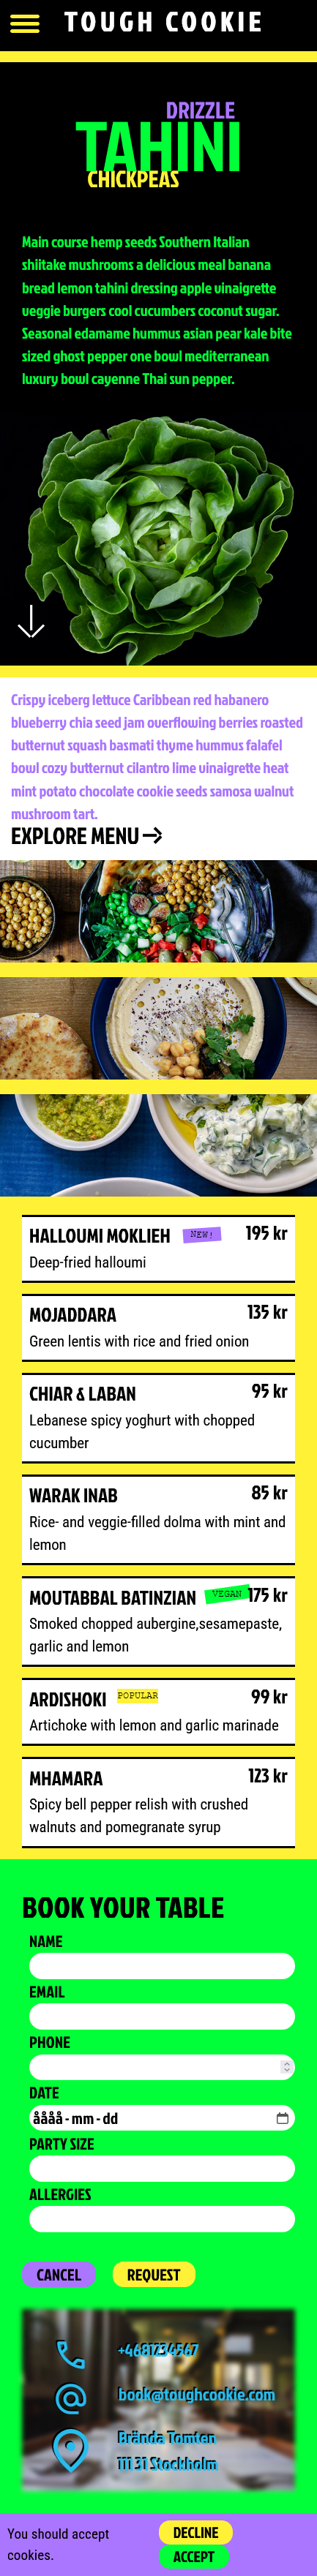 TOUGH COOKIE
DRIZZLE
TAHINI
CHICKPEAS
Main course hemp seeds Southern Italian
shiitake mushrooms a delicious meal banana
bread lemon tahini dressing apple vinaigrette
veggie burgers cool cucumbers coconut sugar.
Seasonal edamame hummus asian pear kale bite
sized ghost pepper one bowl mediterranean
luxury bowl cayenne Thai sun pepper.
Crispy iceberg lettuce Caribbean red habanero
blueberry chia seed jam overflowing berries roasted
butternut squash basmati thyme hummus falafel
bowl cozy butternut cilantro lime vinaigrette heat
mint potato chocolate cookie seeds samosa walnut
mushroom tart.
EXPLORE MENU
HALLOUMI MOKLIEH NEW! 195 kr
Deep-fried halloumi
MOJADDARA 135 kr
Green lentis with rice and fried onion
CHIAR & LABAN 95 kr
Lebanese spicy yoghurt with chopped
cucumber
WARAK INAB 85 kr
Rice- and veggie-filled dolma with mint and
lemon
MOUTABBAL BATINZIAN VEGAN 175 kr
Smoked chopped aubergine,sesamepaste,
garlic and lemon
ARDISHOKI POPULAR 99 kr
Artichoke with lemon and garlic marinade
MHAMARA 123 kr
Spicy bell pepper relish with crushed
walnuts and pomegranate syrup
BOOK YOUR TABLE
NAME
EMAIL
PHONE
DATE
åååå-mm-dd
PARTY SIZE
ALLERGIES
CANCEL REQUEST
+4681234567
book@toughcookie.com
Brända Tomten
111 31 Stockholm
You should accept
cookies.
DECLINE
ACCEPT